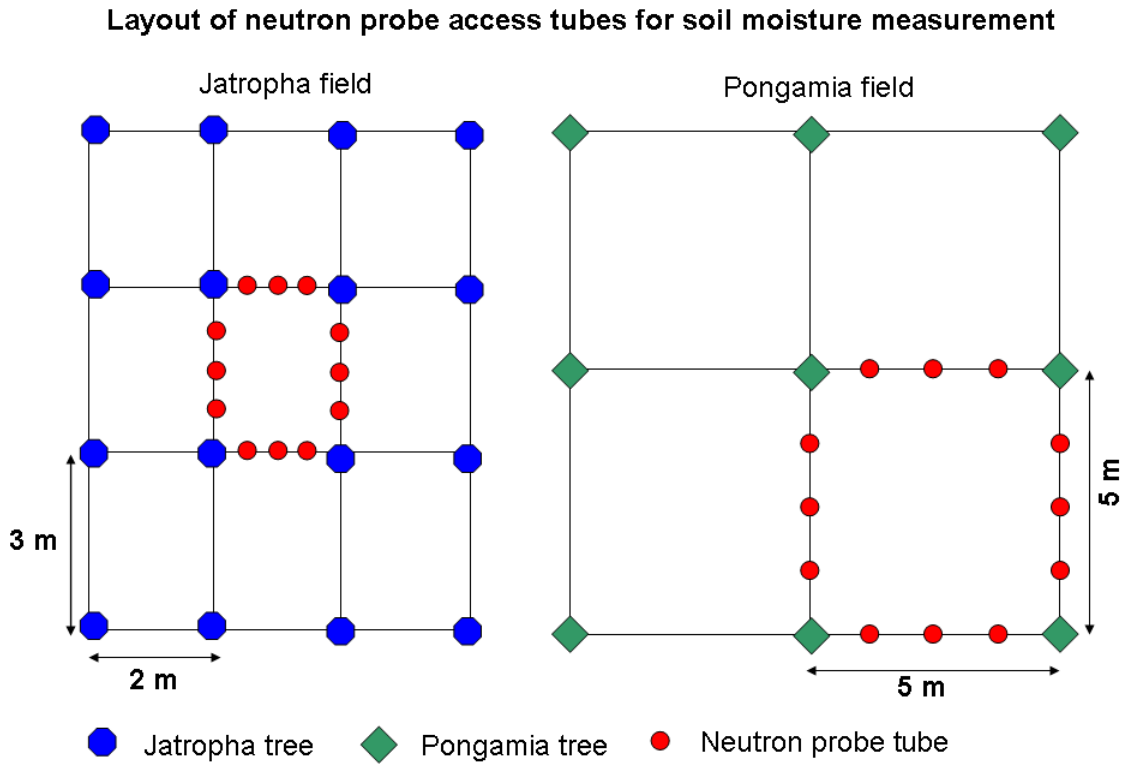 Layout of neutron probe access tubes for soil moisture measurement
Jatropha field
Pongamia field
3 m
2 m
5 m
5 m
Jatropha tree
Pongamia tree
Neutron probe tube